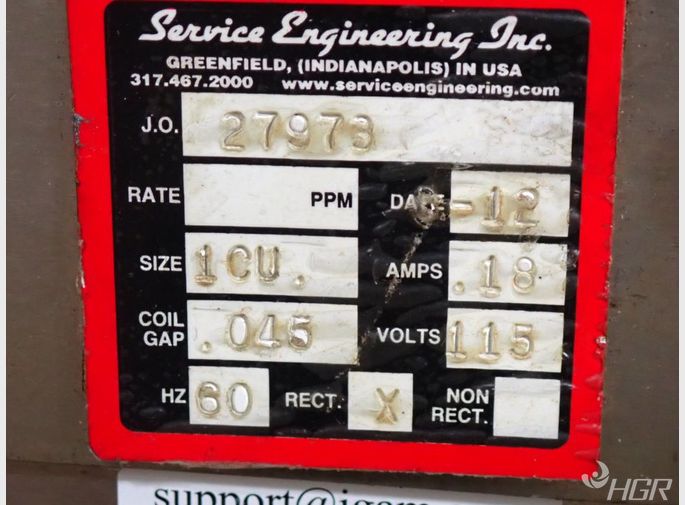 Service Engineering Inc.
GREENFIELD, (INDIANAPOLIS) IN USA
317.467.2000 www.serviceengineering.com
J.O. 27973
RATE PPM DATE -12
SIZE 1CU. AMPS .18
COIL GAP .045 VOLTS 115
HZ 60 RECT. X NON RECT.
HGR